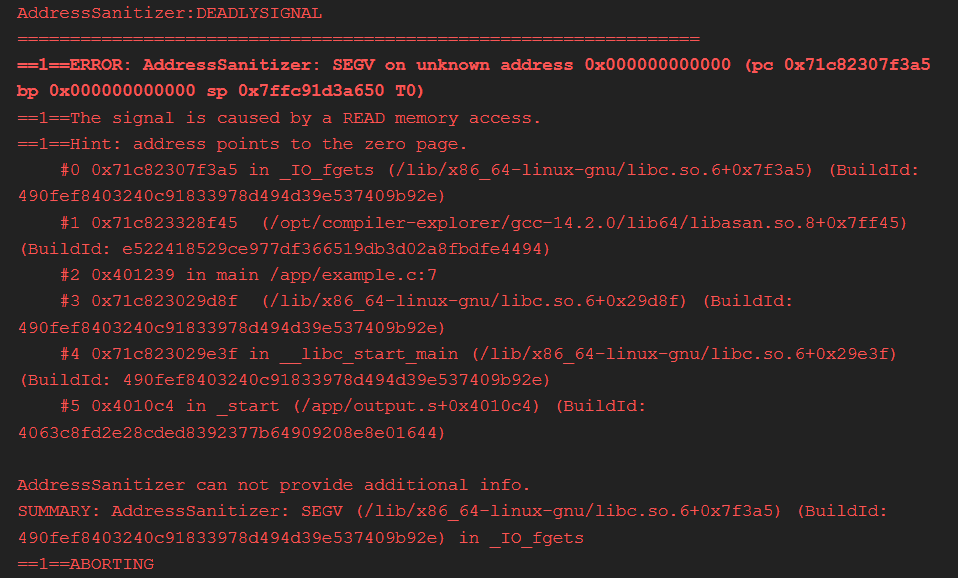 AddressSanitizer:DEADLYSIGNAL
=================================================================
==1==ERROR: AddressSanitizer: SEGV on unknown address 0x000000000000 (pc 0x71c82307f3a5
bp 0x000000000000 sp 0x7ffc91d3a650 T0)
==1==The signal is caused by a READ memory access.
==1==Hint: address points to the zero page.
    #0 0x71c82307f3a5 in _IO_fgets (/lib/x86_64-linux-gnu/libc.so.6+0x7f3a5) (BuildId:
490fef8403240c91833978d494d39e537409b92e)
    #1 0x71c823328f45  (/opt/compiler-explorer/gcc-14.2.0/lib64/libasan.so.8+0x7ff45)
(BuildId: e522418529ce977df366519db3d02a8fbdfe4494)
    #2 0x401239 in main /app/example.c:7
    #3 0x71c823029d8f  (/lib/x86_64-linux-gnu/libc.so.6+0x29d8f) (BuildId:
490fef8403240c91833978d494d39e537409b92e)
    #4 0x71c823029e3f in __libc_start_main (/lib/x86_64-linux-gnu/libc.so.6+0x29e3f)
(BuildId: 490fef8403240c91833978d494d39e537409b92e)
    #5 0x4010c4 in _start (/app/output.s+0x4010c4) (BuildId:
4063c8fd2e28cded8392377b64909208e8e01644)

AddressSanitizer can not provide additional info.
SUMMARY: AddressSanitizer: SEGV (/lib/x86_64-linux-gnu/libc.so.6+0x7f3a5) (BuildId:
490fef8403240c91833978d494d39e537409b92e) in _IO_fgets
==1==ABORTING